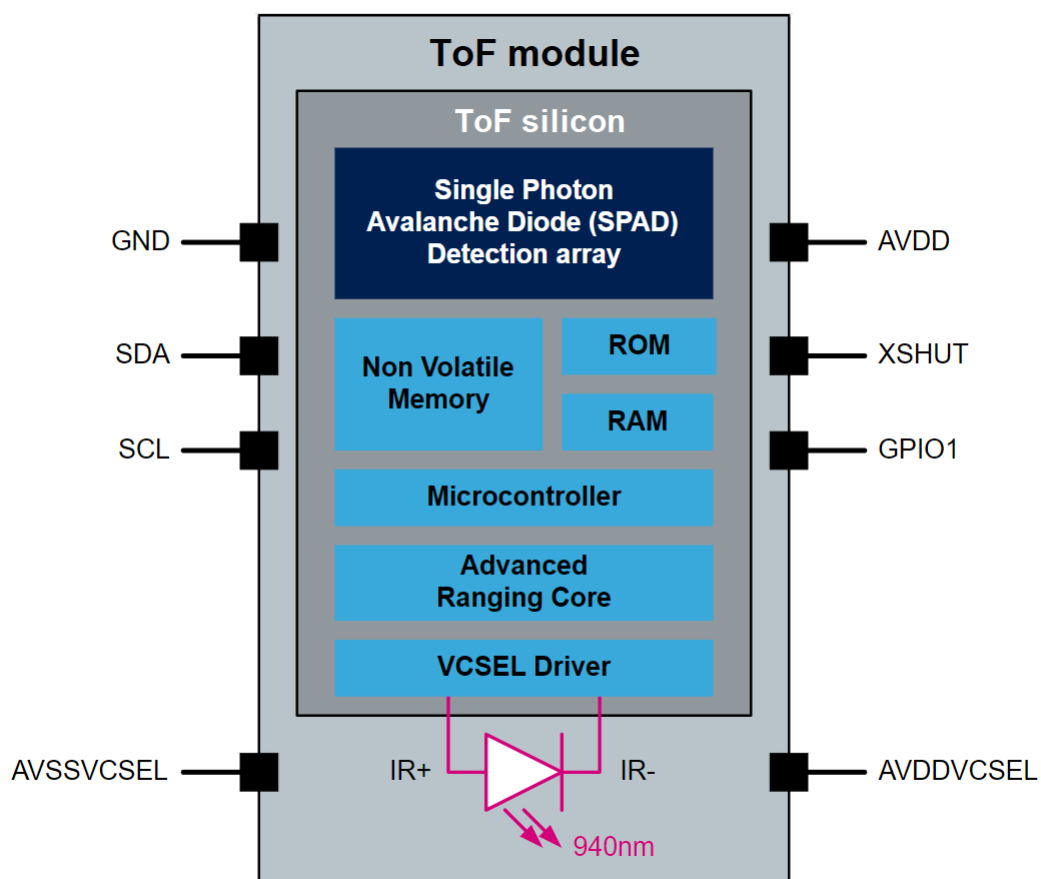 ToF module
ToF silicon
Single Photon
Avalanche Diode (SPAD)
Detection array
GND
AVDD
SDA
XSHUT
Non Volatile
Memory
ROM
RAM
SCL
GPIO1
Microcontroller
Advanced
Ranging Core
VCSEL Driver
AVSSVCSEL
IR+
IR-
AVDDVCSEL
940nm